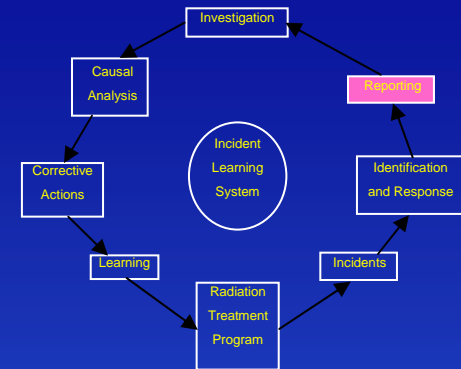 Investigation
Causal
Analysis
Reporting
Incident
Learning
System
Corrective
Actions
Identification
and Response
Learning
Incidents
Radiation
Treatment
Program